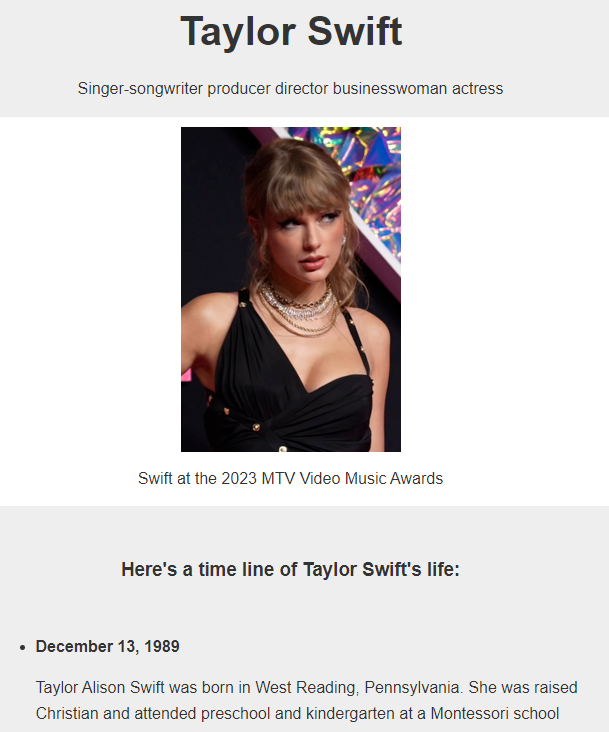 Taylor Swift
Singer-songwriter producer director businesswoman actress
Swift at the 2023 MTV Video Music Awards
Here's a time line of Taylor Swift's life:
• December 13, 1989
Taylor Alison Swift was born in West Reading, Pennsylvania. She was raised
Christian and attended preschool and kindergarten at a Montessori school